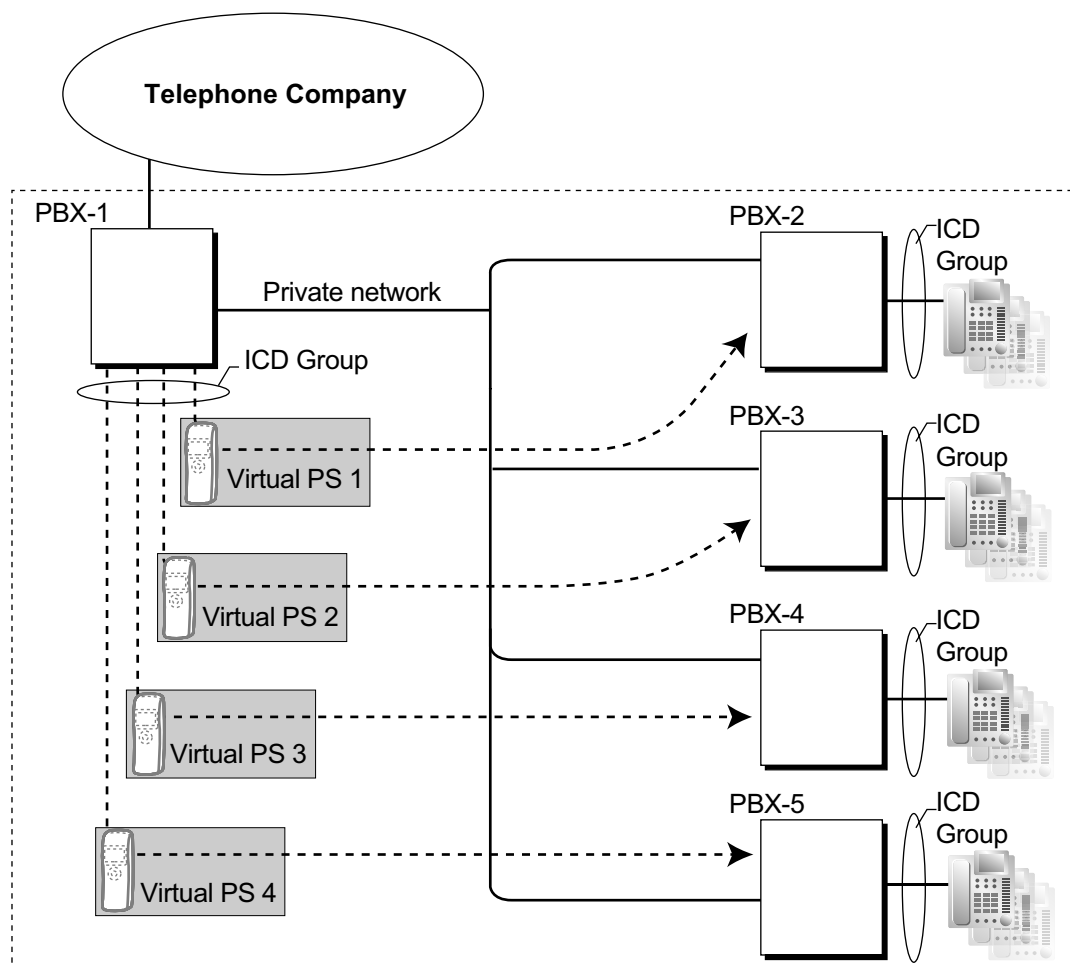 Telephone Company
PBX-1
Private network
ICD Group
Virtual PS 1
Virtual PS 2
Virtual PS 3
Virtual PS 4
PBX-2
ICD
Group
PBX-3
ICD
Group
PBX-4
ICD
Group
PBX-5
ICD
Group